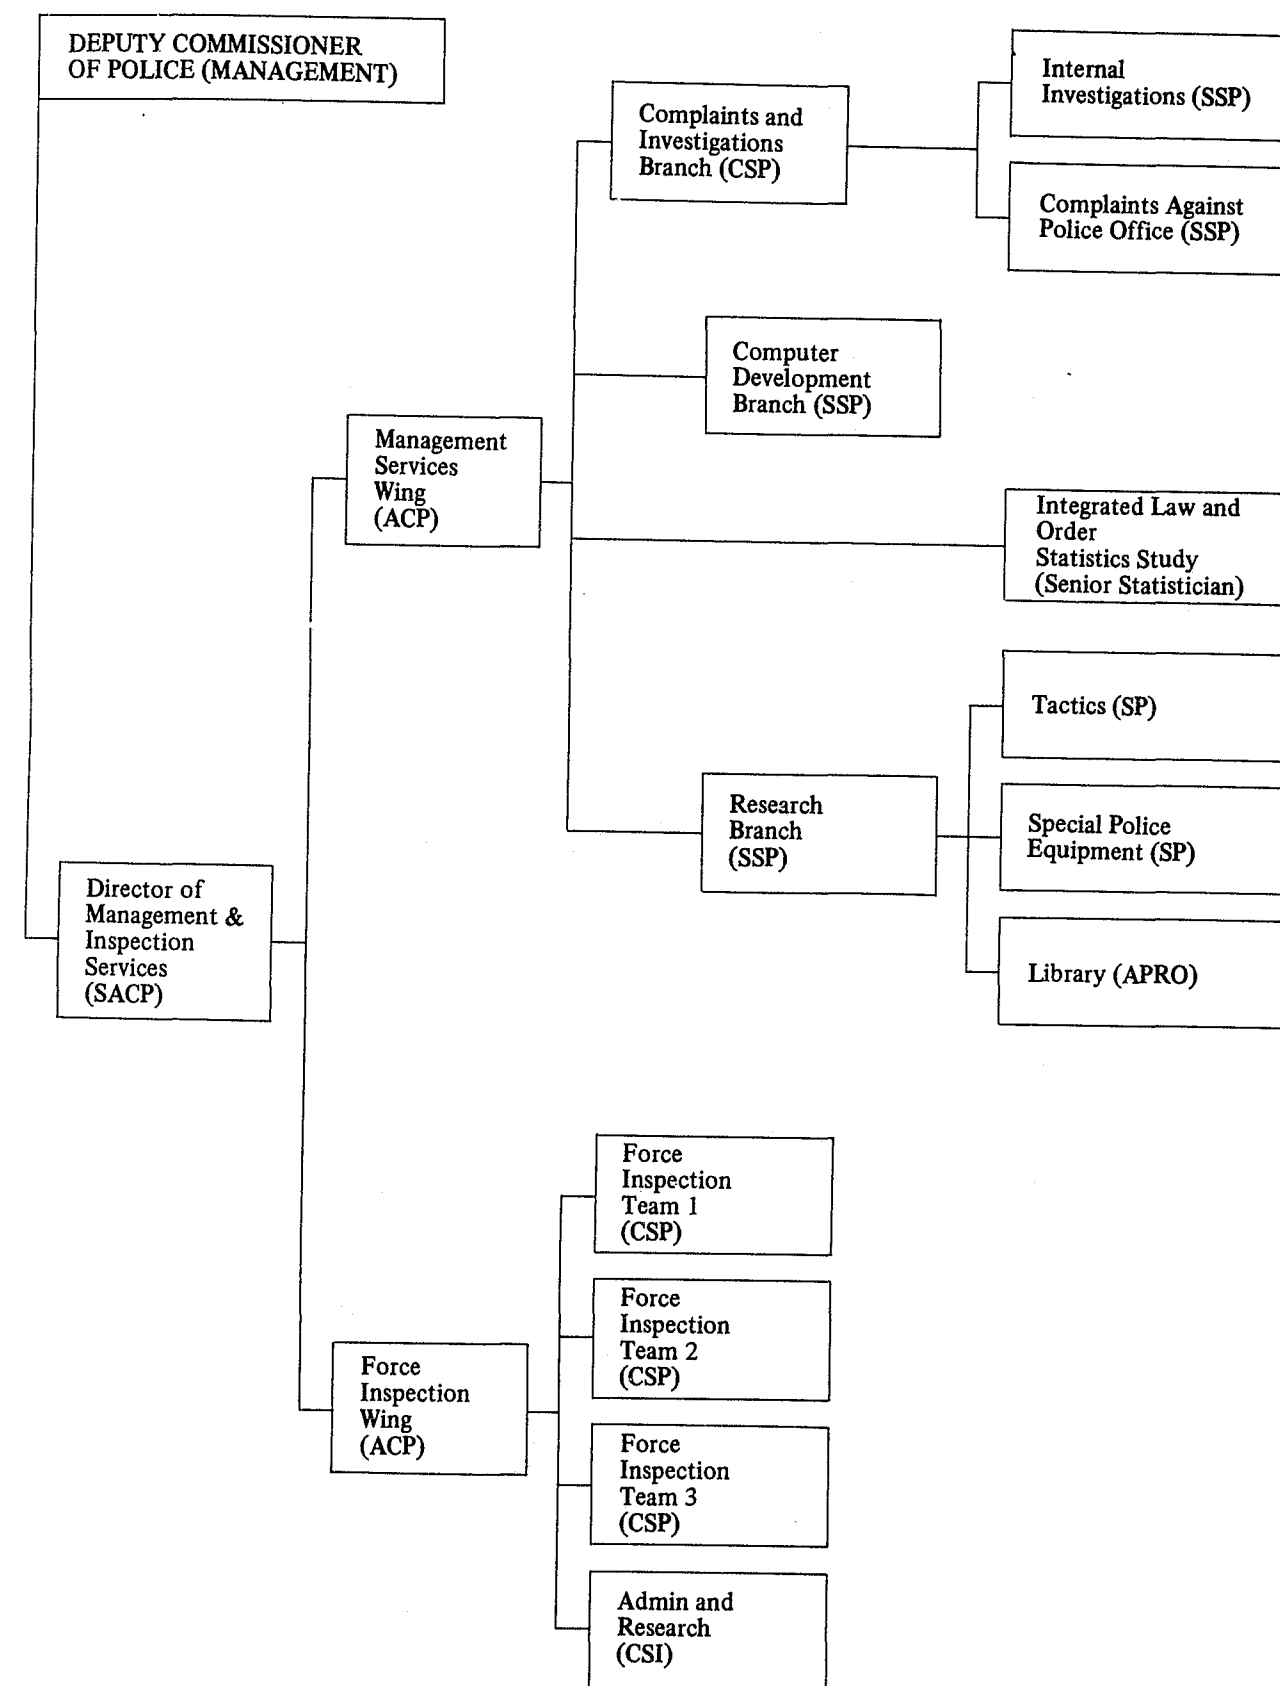 DEPUTY COMMISSIONER
OF POLICE (MANAGEMENT)
Director of
Management &
Inspection
Services
(SACP)
Management
Services
Wing
(ACP)
Complaints and
Investigations
Branch (CSP)
Internal
Investigations (SSP)
Complaints Against
Police Office (SSP)
Computer
Development
Branch (SSP)
Integrated Law and
Order
Statistics Study
(Senior Statistician)
Research
Branch
(SSP)
Tactics (SP)
Special Police
Equipment (SP)
Library (APRO)
Force
Inspection
Wing
(ACP)
Force
Inspection
Team 1
(CSP)
Force
Inspection
Team 2
(CSP)
Force
Inspection
Team 3
(CSP)
Admin and
Research
(CSI)